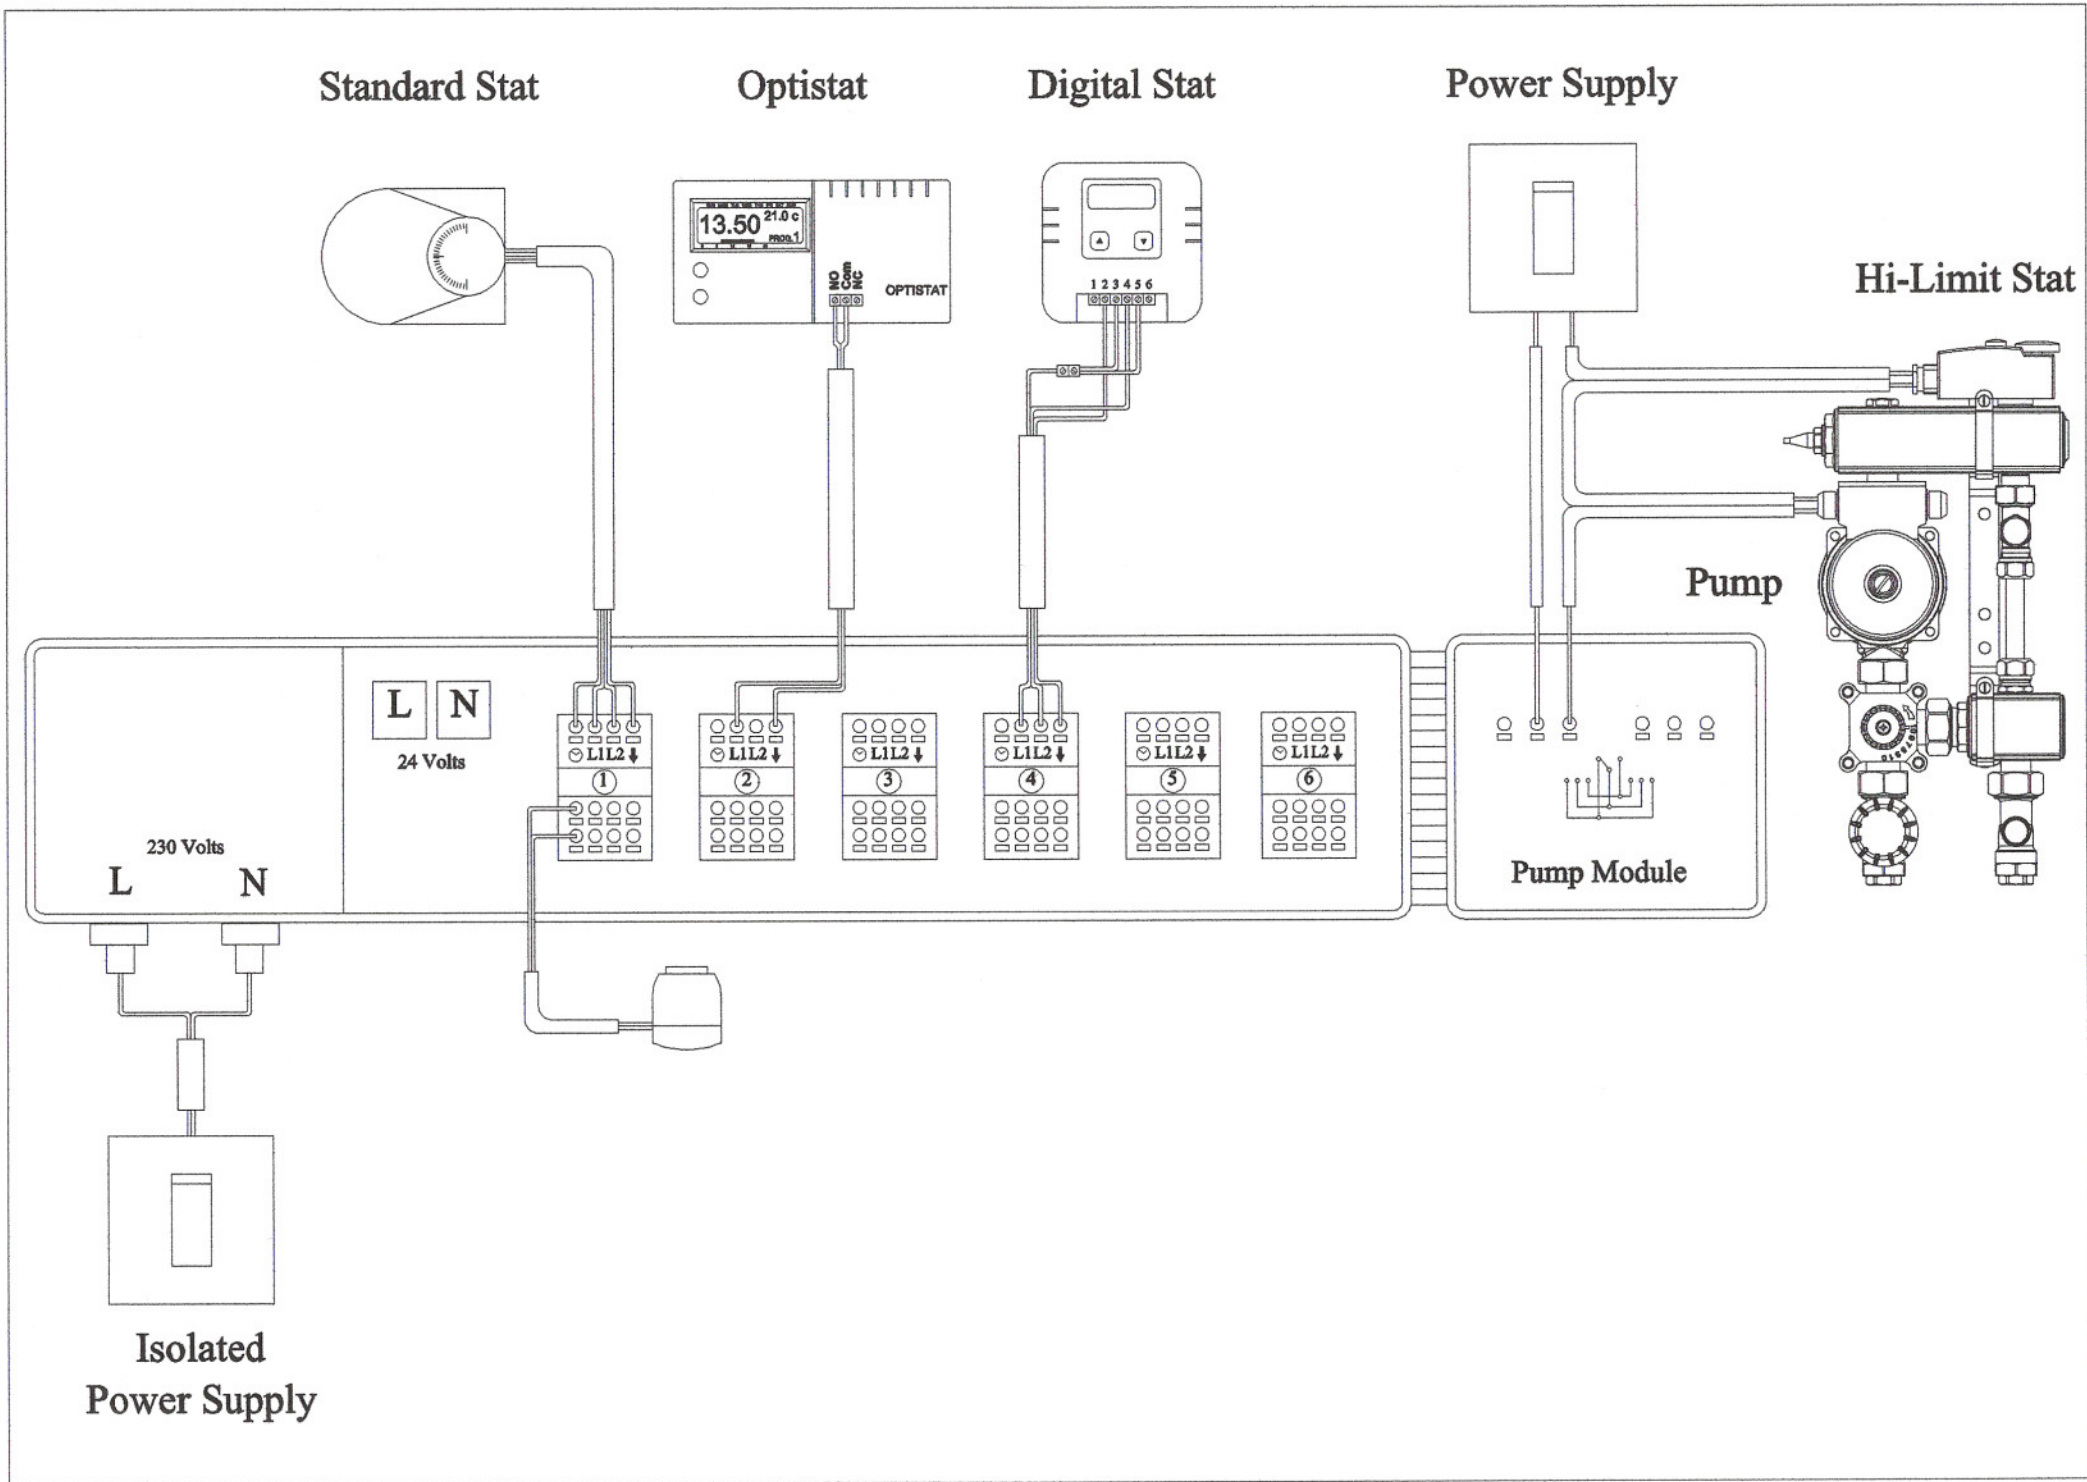 Standard Stat
Optistat
Digital Stat
Power Supply
13.50
21.0 c
PROG.1
NO
Com
NC
OPTISTAT
1 2 3 4 5 6
Hi-Limit Stat
Pump
L N
24 Volts
L1L2
L1L2
L1L2
L1L2
L1L2
L1L2
1
2
3
4
5
6
230 Volts
L N
Pump Module
Isolated
Power Supply